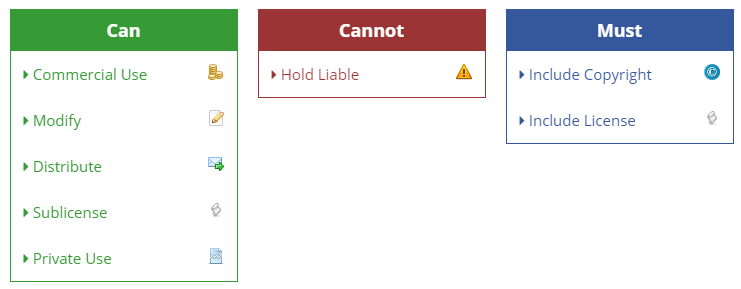 Can
Commercial Use
Modify
Distribute
Sublicense
Private Use
Cannot
Hold Liable
Must
Include Copyright
©
Include License